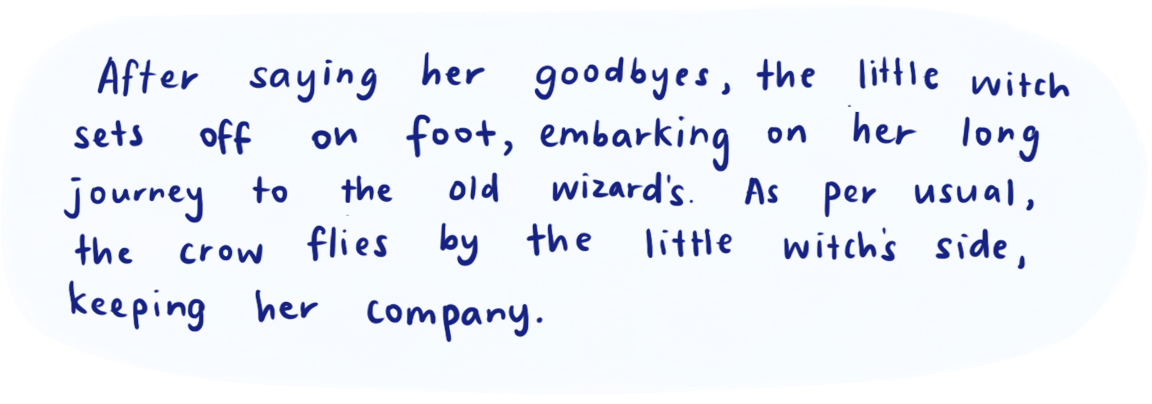 After saying her goodbyes, the little witch
sets off on foot, embarking on her long
journey to the old wizard's. As per usual,
the crow flies by the little witch's side,
keeping her company.